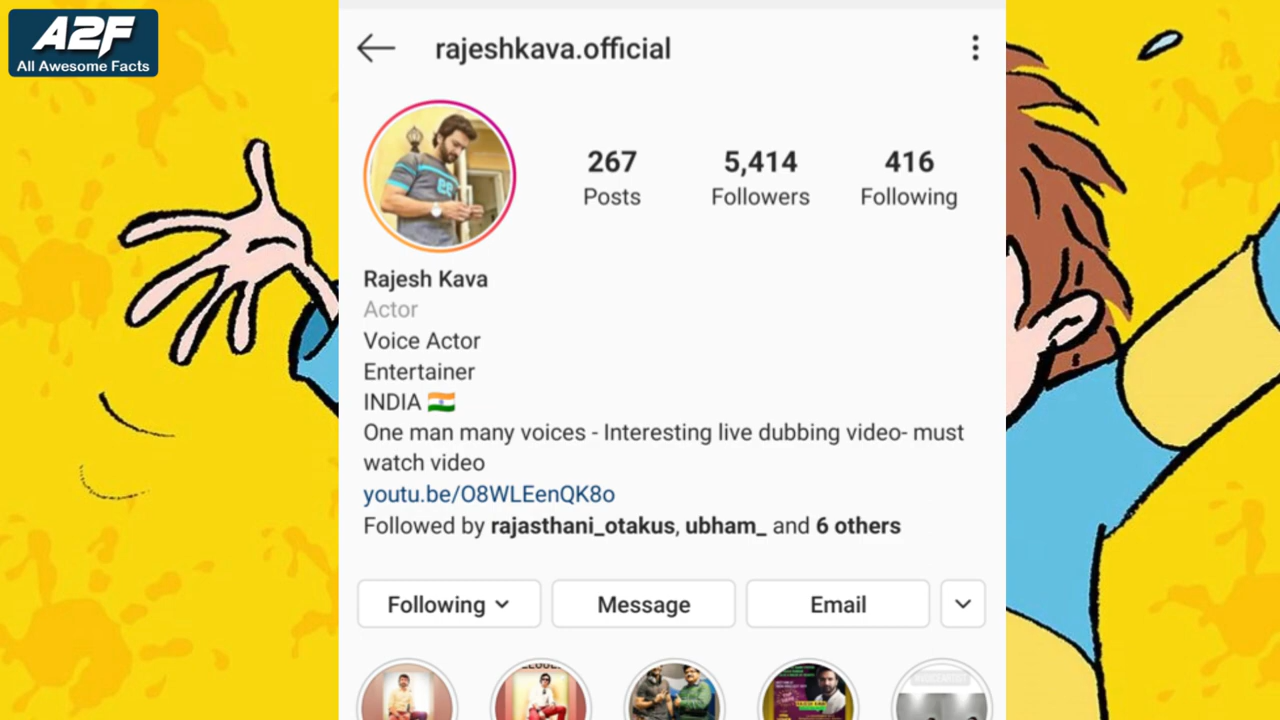 A2F
All Awesome Facts
rajeshkava.official
267
Posts
5,414
Followers
416
Following
Rajesh Kava
Actor
Voice Actor
Entertainer
INDIA 🇮🇳
One man many voices - Interesting live dubbing video- must
watch video
youtu.be/O8WLEenQK8o
Followed by rajasthani_otakus, ubham_ and 6 others
Following
Message
Email